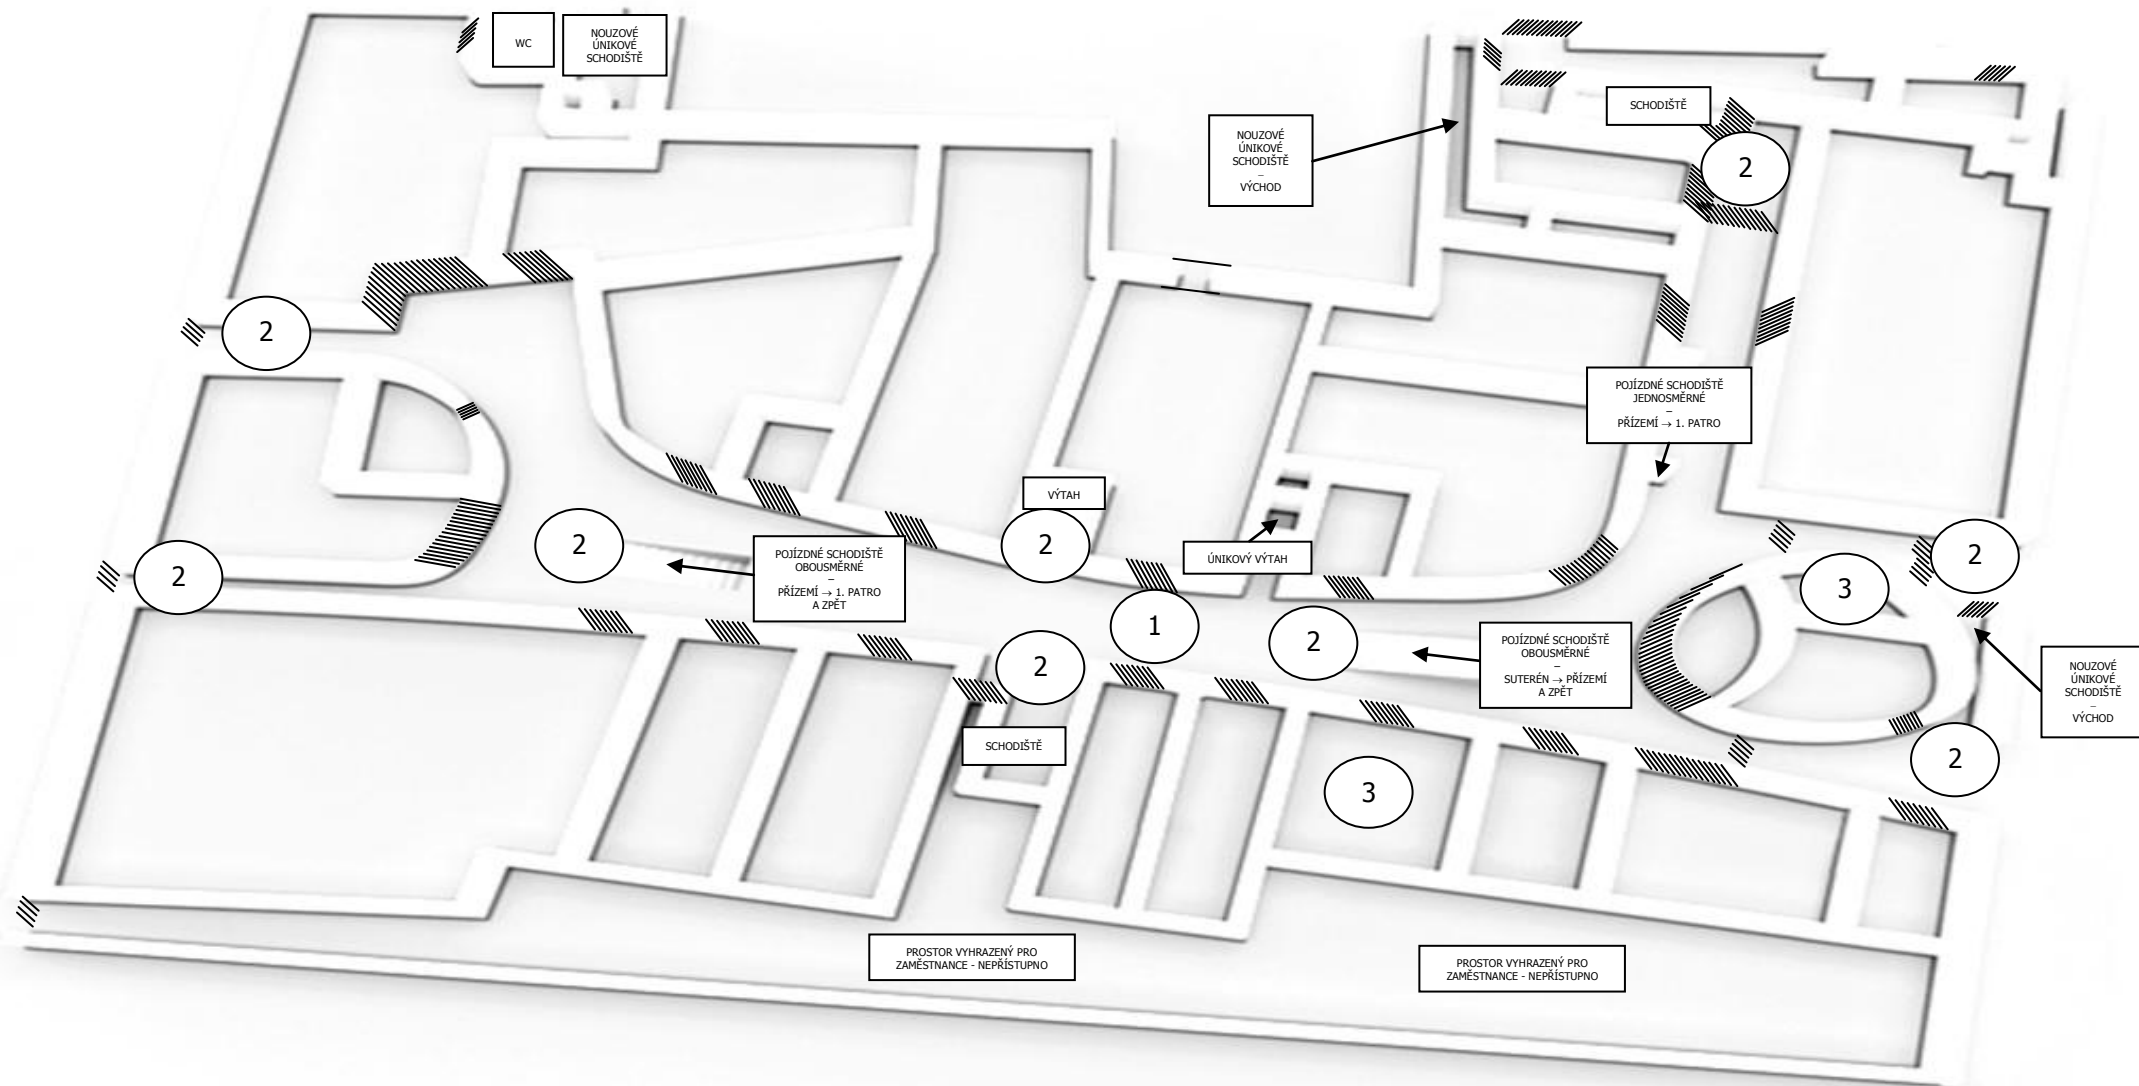 WC
NOUZOVÉ
ÚNIKOVÉ
SCHODIŠTĚ
SCHODIŠTĚ
NOUZOVÉ
ÚNIKOVÉ
SCHODIŠTĚ
–
VÝCHOD
2
2
POJÍZDNÉ SCHODIŠTĚ
JEDNOSMĚRNÉ
–
PŘÍZEMÍ → 1. PATRO
VÝTAH
2
2
ÚNIKOVÝ VÝTAH
2
2
POJÍZDNÉ SCHODIŠTĚ
OBOUSMĚRNÉ
–
PŘÍZEMÍ → 1. PATRO
A ZPĚT
3
1
2
2
POJÍZDNÉ SCHODIŠTĚ
OBOUSMĚRNÉ
–
SUTERÉN → PŘÍZEMÍ
A ZPĚT
NOUZOVÉ
ÚNIKOVÉ
SCHODIŠTĚ
–
VÝCHOD
SCHODIŠTĚ
2
3
PROSTOR VYHRAZENÝ PRO
ZAMĚSTNANCE - NEPŘÍSTUPNO
PROSTOR VYHRAZENÝ PRO
ZAMĚSTNANCE - NEPŘÍSTUPNO